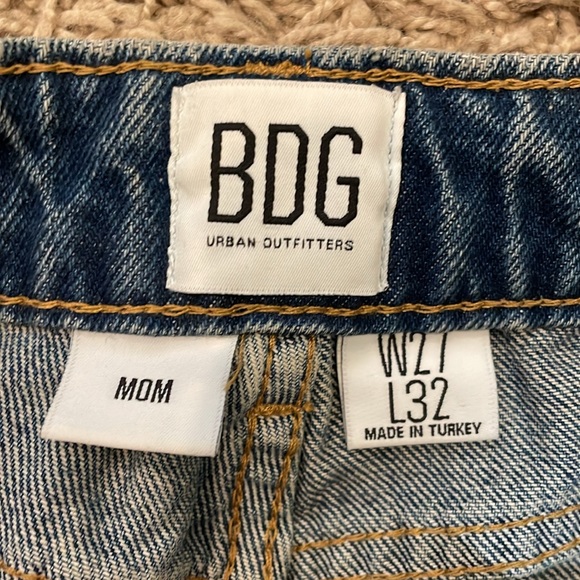 BDG
URBAN OUTFITTERS
MOM
W27
L32
MADE IN TURKEY